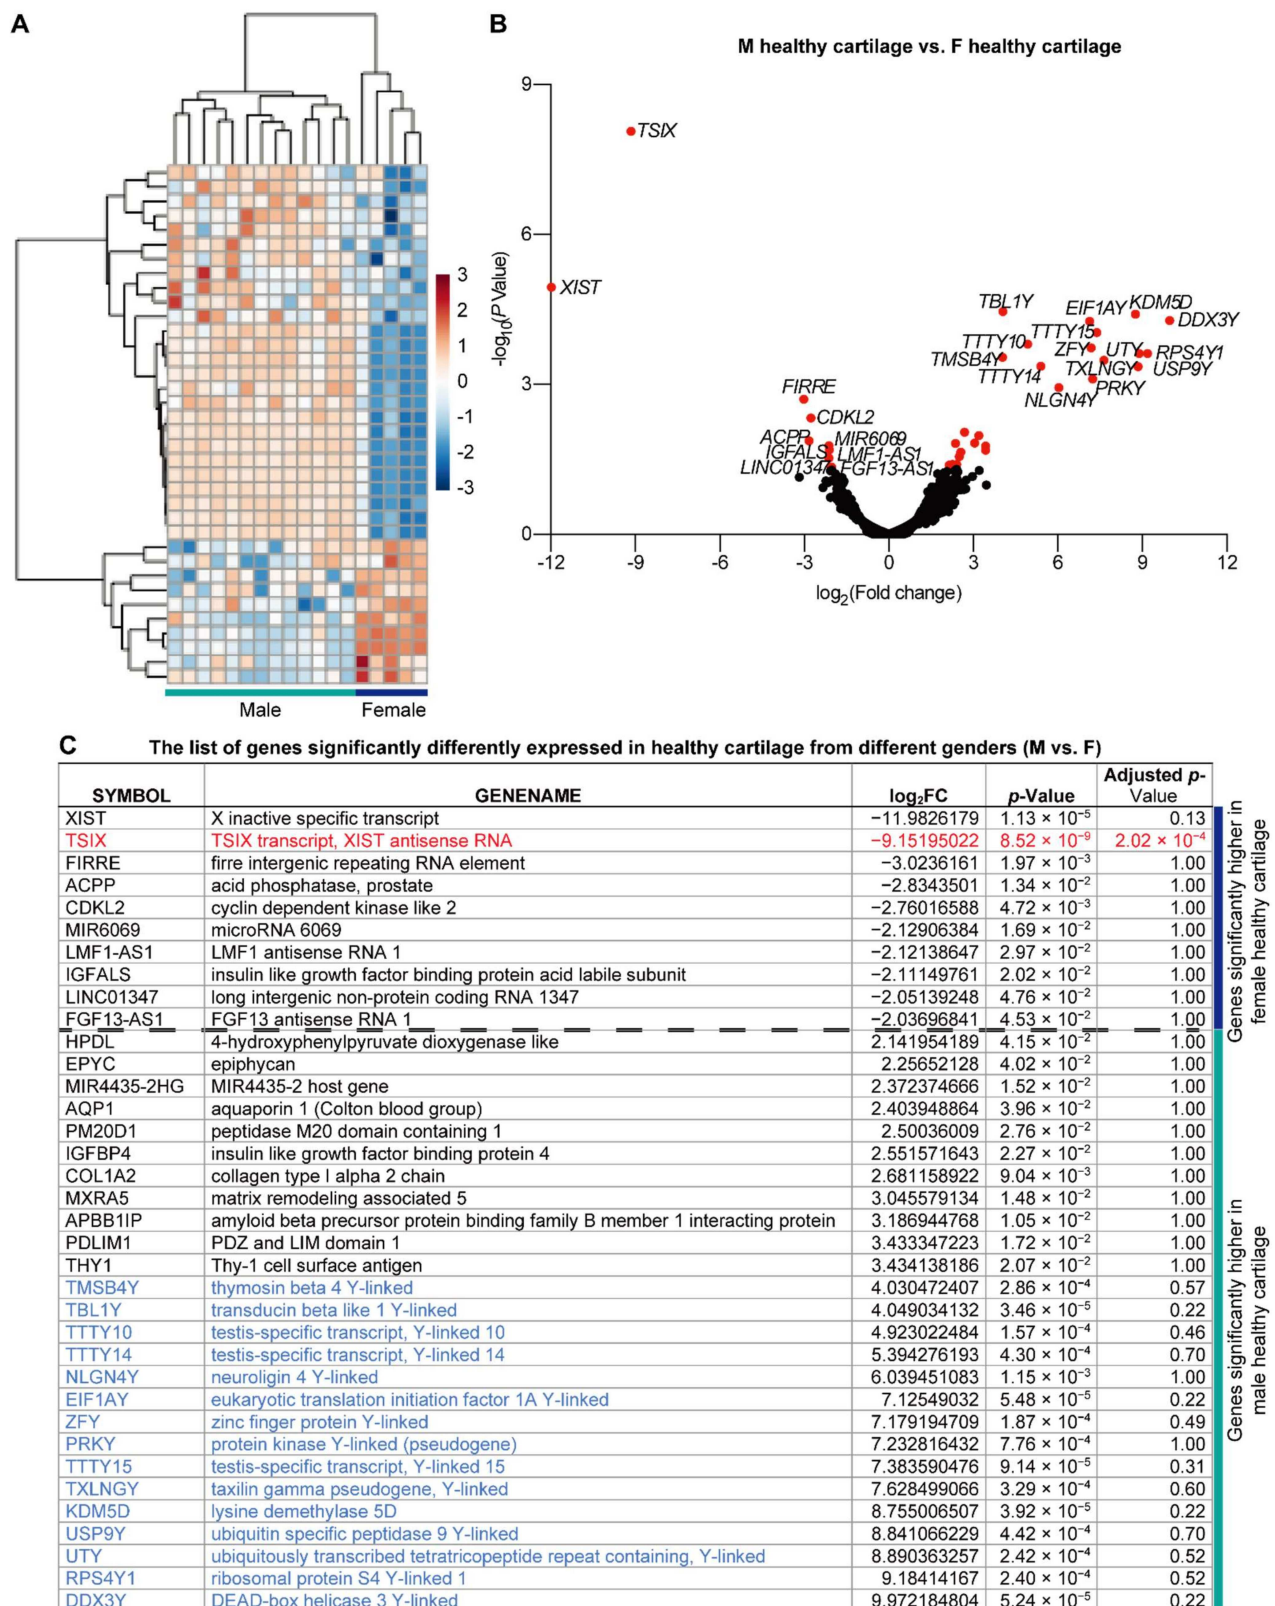 A
B
M healthy cartilage vs. F healthy cartilage
3
2
1
0
-1
-2
-3
Male
Female
-log10(P Value)
9
6
3
0
-12
-9
-6
-3
0
3
6
9
12
log2(Fold change)
TSIX
XIST
TBL1Y
EIF1AY
KDM5D
DDX3Y
TTTY10
TTTY15
ZFY
UTY
RPS4Y1
TMSB4Y
TXLNGY
USP9Y
TTTY14
PRKY
NLGN4Y
FIRRE
CDKL2
ACPP
MIR6069
IGFALS
LMF1-AS1
LINC01347
FGF13-AS1
C
The list of genes significantly differently expressed in healthy cartilage from different genders (M vs. F)
SYMBOL GENENAME log2FC p-Value Adjusted p-Value
XIST X inactive specific transcript −11.9826179 1.13 × 10−5 0.13
TSIX TSIX transcript, XIST antisense RNA −9.15195022 8.52 × 10−9 2.02 × 10−4
FIRRE firre intergenic repeating RNA element −3.0236161 1.97 × 10−3 1.00
ACPP acid phosphatase, prostate −2.8343501 1.34 × 10−2 1.00
CDKL2 cyclin dependent kinase like 2 −2.76016588 4.72 × 10−3 1.00
MIR6069 microRNA 6069 −2.12906384 1.69 × 10−2 1.00
LMF1-AS1 LMF1 antisense RNA 1 −2.12138647 2.97 × 10−2 1.00
IGFALS insulin like growth factor binding protein acid labile subunit −2.11149761 2.02 × 10−2 1.00
LINC01347 long intergenic non-protein coding RNA 1347 −2.05139248 4.76 × 10−2 1.00
FGF13-AS1 FGF13 antisense RNA 1 −2.03696841 4.53 × 10−2 1.00
HPDL 4-hydroxyphenylpyruvate dioxygenase like 2.141954189 4.15 × 10−2 1.00
EPYC epiphycan 2.25652128 4.02 × 10−2 1.00
MIR4435-2HG MIR4435-2 host gene 2.372374666 1.52 × 10−2 1.00
AQP1 aquaporin 1 (Colton blood group) 2.403948864 3.96 × 10−2 1.00
PM20D1 peptidase M20 domain containing 1 2.50036009 2.76 × 10−2 1.00
IGFBP4 insulin like growth factor binding protein 4 2.551571643 2.27 × 10−2 1.00
COL1A2 collagen type I alpha 2 chain 2.681158922 9.04 × 10−3 1.00
MXRA5 matrix remodeling associated 5 3.045579134 1.48 × 10−2 1.00
APBB1IP amyloid beta precursor protein binding family B member 1 interacting protein 3.186944768 1.05 × 10−2 1.00
PDLIM1 PDZ and LIM domain 1 3.433347223 1.72 × 10−2 1.00
THY1 Thy-1 cell surface antigen 3.434138186 2.07 × 10−2 1.00
TMSB4Y thymosin beta 4 Y-linked 4.030472407 2.86 × 10−4 0.57
TBL1Y transducin beta like 1 Y-linked 4.049034132 3.46 × 10−5 0.22
TTTY10 testis-specific transcript, Y-linked 10 4.923022484 1.57 × 10−4 0.46
TTTY14 testis-specific transcript, Y-linked 14 5.394276193 4.30 × 10−4 0.70
NLGN4Y neuroligin 4 Y-linked 6.039451083 1.15 × 10−3 1.00
EIF1AY eukaryotic translation initiation factor 1A Y-linked 7.12549032 5.48 × 10−5 0.22
ZFY zinc finger protein Y-linked 7.179194709 1.87 × 10−4 0.49
PRKY protein kinase Y-linked (pseudogene) 7.232816432 7.76 × 10−4 1.00
TTTY15 testis-specific transcript, Y-linked 15 7.383590476 9.14 × 10−5 0.31
TXLNGY taxilin gamma pseudogene, Y-linked 7.628499066 3.29 × 10−4 0.60
KDM5D lysine demethylase 5D 8.755006507 3.92 × 10−5 0.22
USP9Y ubiquitin specific peptidase 9 Y-linked 8.841066229 4.42 × 10−4 0.70
UTY ubiquitously transcribed tetratricopeptide repeat containing, Y-linked 8.890363257 2.42 × 10−4 0.52
RPS4Y1 ribosomal protein S4 Y-linked 1 9.18414167 2.40 × 10−4 0.52
DDX3Y DEAD-box helicase 3 Y-linked 9.972184804 5.24 × 10−5 0.22
Genes significantly higher in
female healthy cartilage
Genes significantly higher in
male healthy cartilage